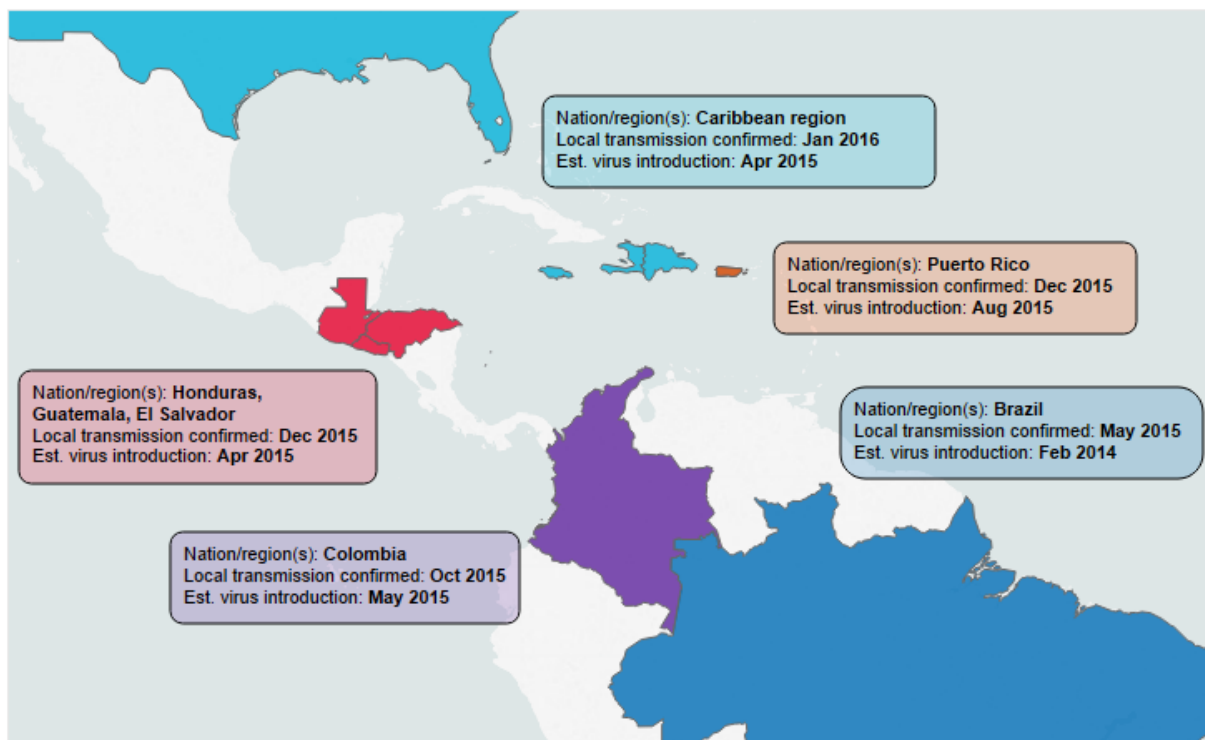 Nation/region(s): Caribbean region
Local transmission confirmed: Jan 2016
Est. virus introduction: Apr 2015
Nation/region(s): Puerto Rico
Local transmission confirmed: Dec 2015
Est. virus introduction: Aug 2015
Nation/region(s): Honduras,
Guatemala, El Salvador
Local transmission confirmed: Dec 2015
Est. virus introduction: Apr 2015
Nation/region(s): Brazil
Local transmission confirmed: May 2015
Est. virus introduction: Feb 2014
Nation/region(s): Colombia
Local transmission confirmed: Oct 2015
Est. virus introduction: May 2015